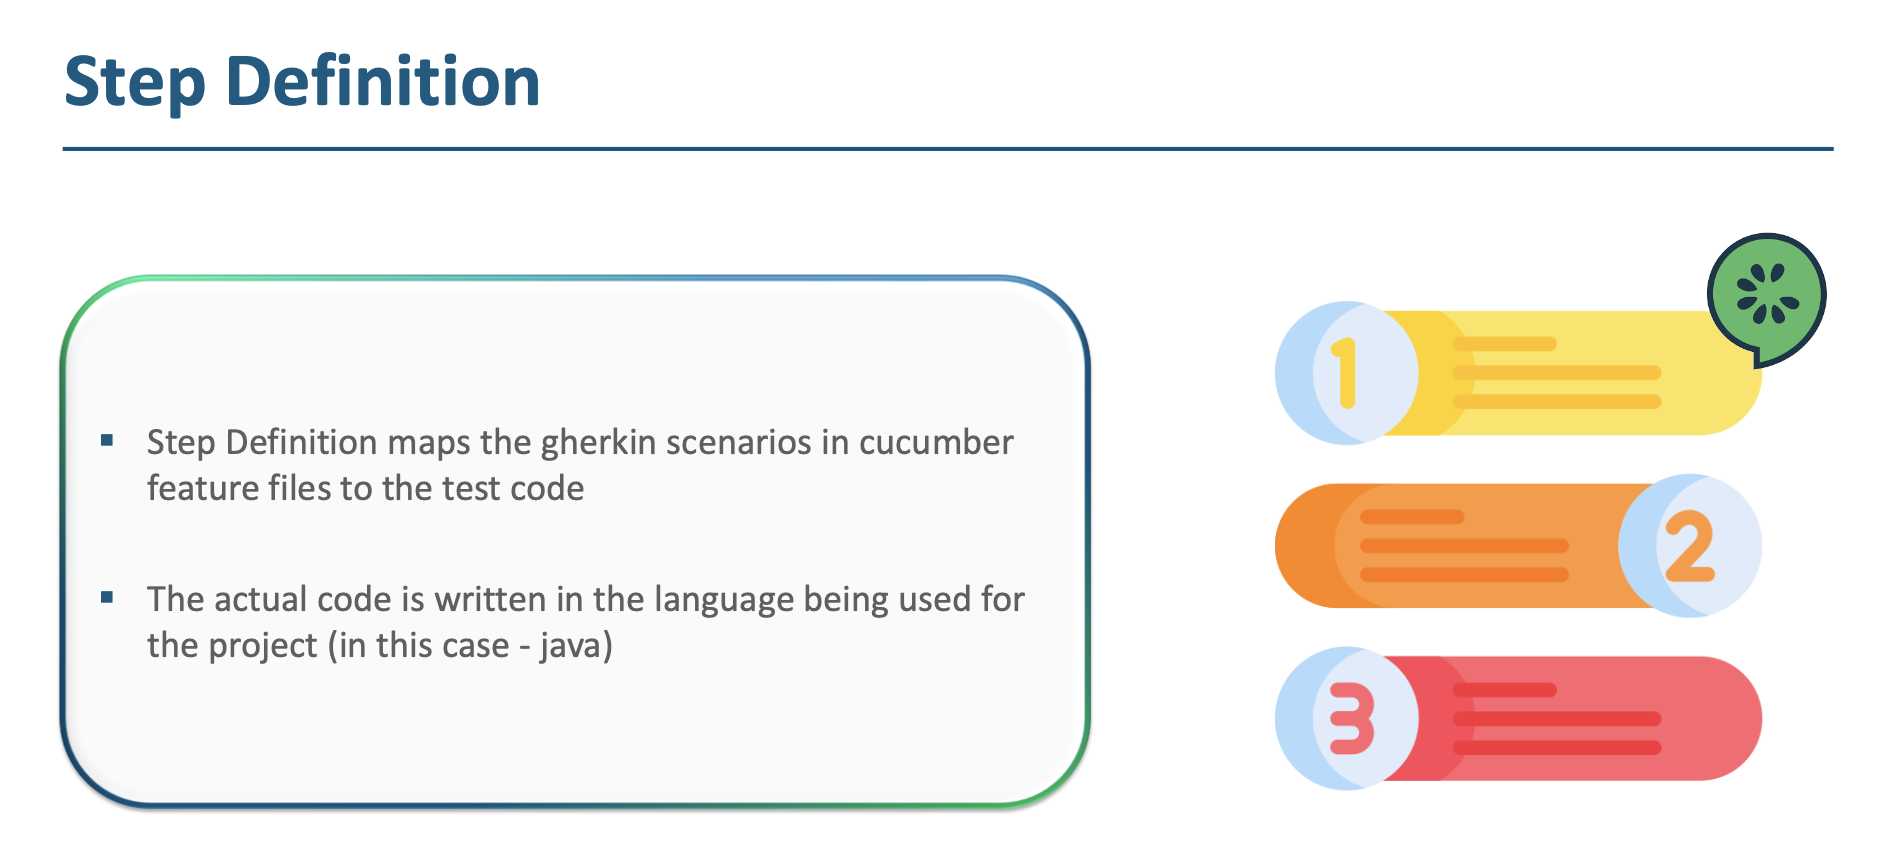 Step Definition
▪ Step Definition maps the gherkin scenarios in cucumber
feature files to the test code
▪ The actual code is written in the language being used for
the project (in this case - java)
1
2
3